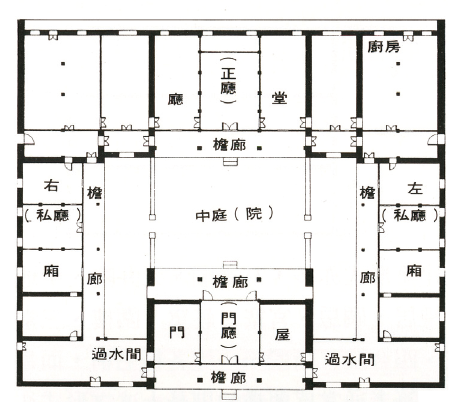 廚房
廳
（正廳）
堂
檐廊
右
（私廳）
廂
檐廊
中庭（院）
檐廊
左
（私廳）
廂
檐廊
門
（門廳）
屋
過水間
檐廊
過水間